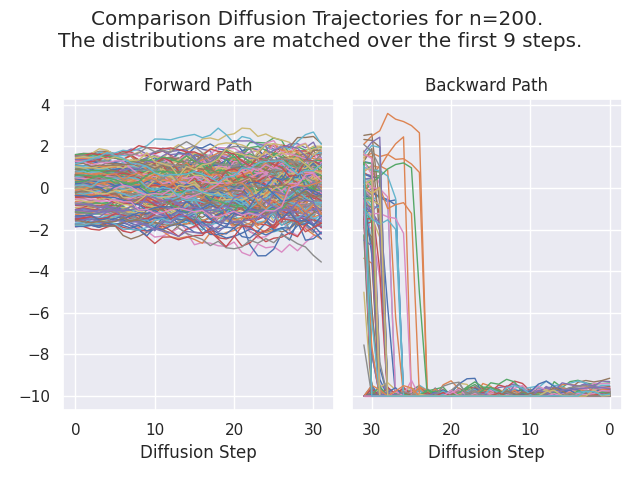 Comparison Diffusion Trajectories for n=200.
The distributions are matched over the first 9 steps.
Forward Path
Backward Path
4
2
0
−2
−4
−6
−8
−10
0
10
20
30
30
20
10
0
Diffusion Step
Diffusion Step